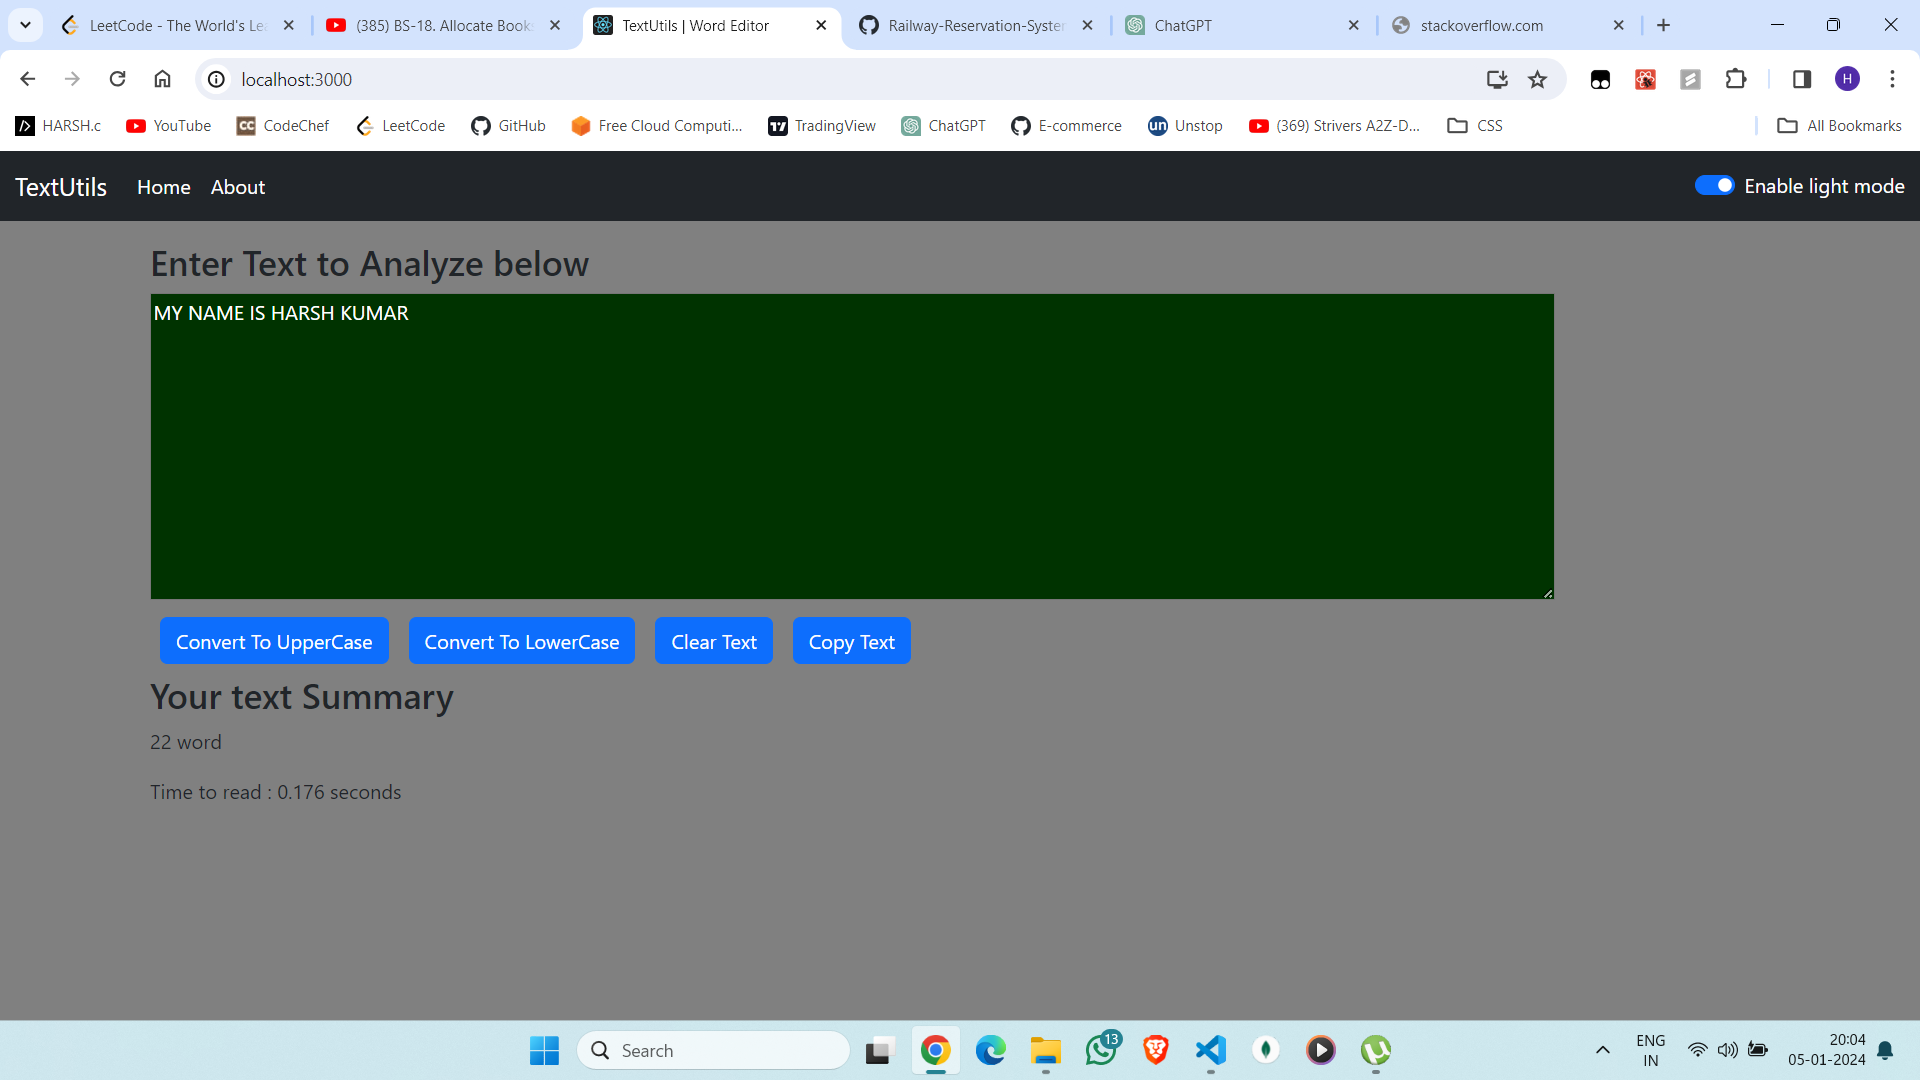 LeetCode - The World's Le
(385) BS-18. Allocate Book
TextUtils | Word Editor
Railway-Reservation-Syste
ChatGPT
stackoverflow.com
localhost:3000
H
HARSH.c
YouTube
CC
CodeChef
LeetCode
GitHub
Free Cloud Computi...
TradingView
ChatGPT
E-commerce
un
Unstop
(369) Strivers A2Z-D...
CSS
All Bookmarks
TextUtils
Home
About
Enable light mode
Enter Text to Analyze below
MY NAME IS HARSH KUMAR
Convert To UpperCase
Convert To LowerCase
Clear Text
Copy Text
Your text Summary
22 word
Time to read : 0.176 seconds
Search
13
ENG
IN
20:04
05-01-2024